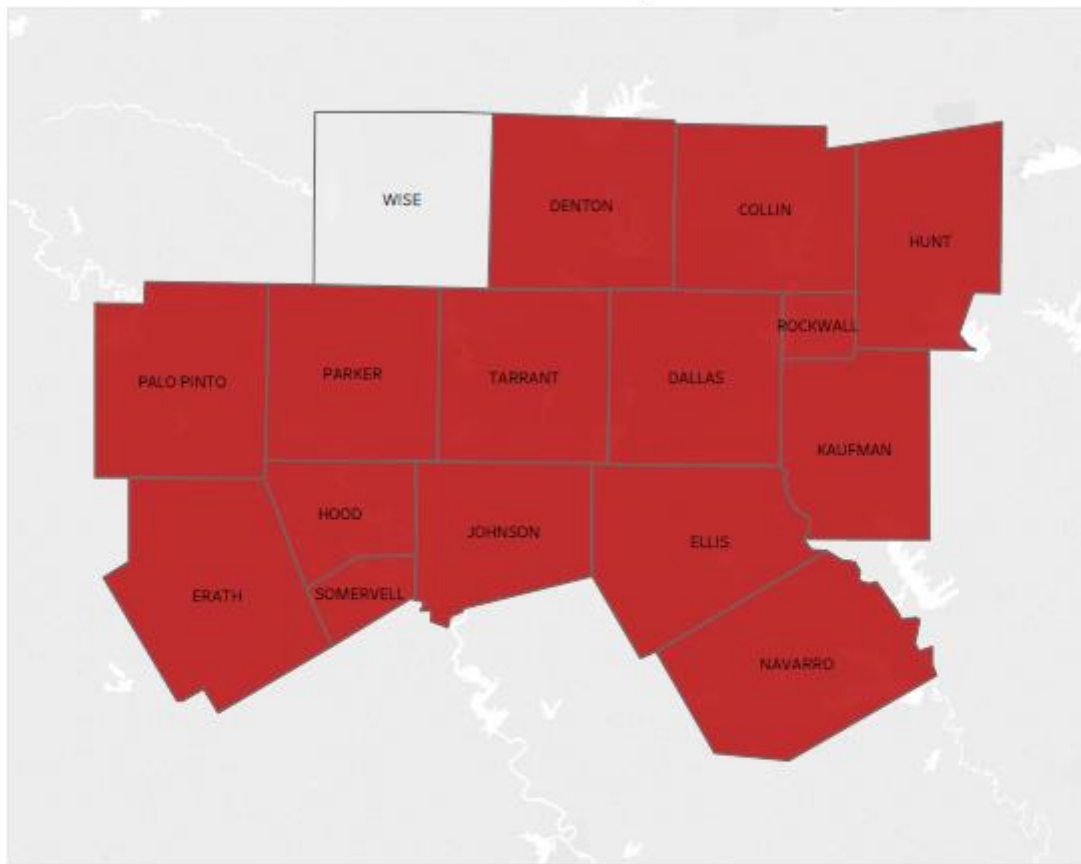 WISE
DENTON
COLLIN
HUNT
ROCKWALL
PALO PINTO
PARKER
TARRANT
DALLAS
KAUFMAN
HOOD
JOHNSON
ELLIS
ERATH
SOMERVELL
NAVARRO